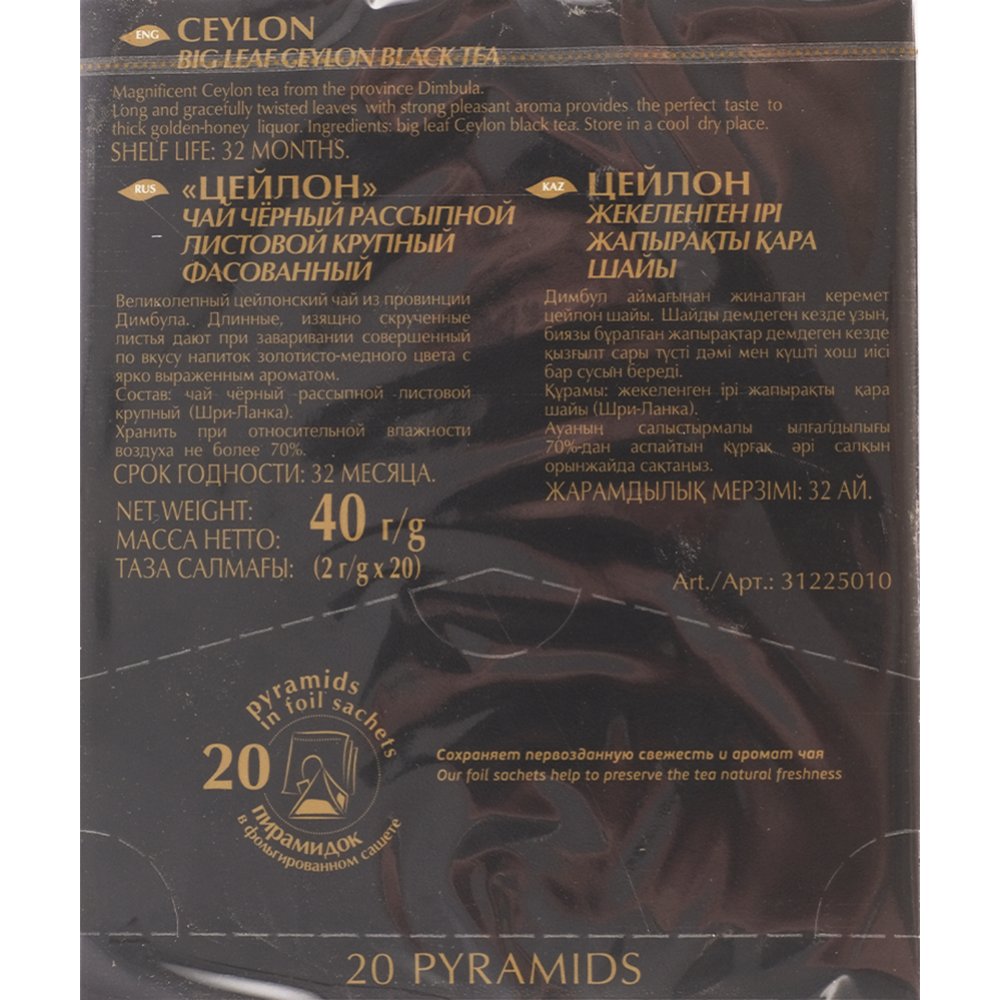 ENG CEYLON
BIG LEAF CEYLON BLACK TEA
Magnificent Ceylon tea from the province Dimbula.
Long and gracefully twisted leaves with strong pleasant aroma provides the perfect taste to
thick golden-honey liquor. Ingredients: big leaf Ceylon black tea. Store in a cool dry place.
SHELF LIFE: 32 MONTHS.
RUS «ЦЕЙЛОН»
ЧАЙ ЧЁРНЫЙ РАССЫПНОЙ
ЛИСТОВОЙ КРУПНЫЙ
ФАСОВАННЫЙ
Великолепный цейлонский чай из провинции
Димбула. Длинные, изящно скрученные
листья дают при заваривании совершенный
по вкусу напиток золотисто-медного цвета с
ярко выраженным ароматом.
Состав: чай чёрный рассыпной листовой
крупный (Шри-Ланка).
Хранить при относительной влажности
воздуха не более 70%.
СРОК ГОДНОСТИ: 32 МЕСЯЦА.
KAZ ЦЕЙЛОН
ЖЕКЕЛЕНГЕН ІРІ
ЖАПЫРАҚТЫ ҚАРА
ШАЙЫ
Димбул аймағынан жиналған керемет
цейлон шайы. Шайды демдеген кезде ұзын,
биязы бұралған жапырақтар демдеген кезде
қызғылт сары түсті дәмі мен күшті хош иісі
бар сусын береді.
Құрамы: жекеленген ірі жапырақты қара
шайы (Шри-Ланка).
Ауаның салыстырмалы ылғалдылығы
70%-дан аспайтын құрғақ әрі салқын
орынжайда сақтаңыз.
ЖАРАМДЫЛЫҚ МЕРЗІМІ: 32 АЙ.
NET WEIGHT:
МАССА НЕТТО:
ТАЗА САЛМАҒЫ:
40 г/g
(2 г/g x 20)
Art./Арт.: 31225010
pyramids
in foil sachets
20
пирамидок
в фольгированном сашете
Сохраняет первозданную свежесть и аромат чая
Our foil sachets help to preserve the tea natural freshness
20 PYRAMIDS